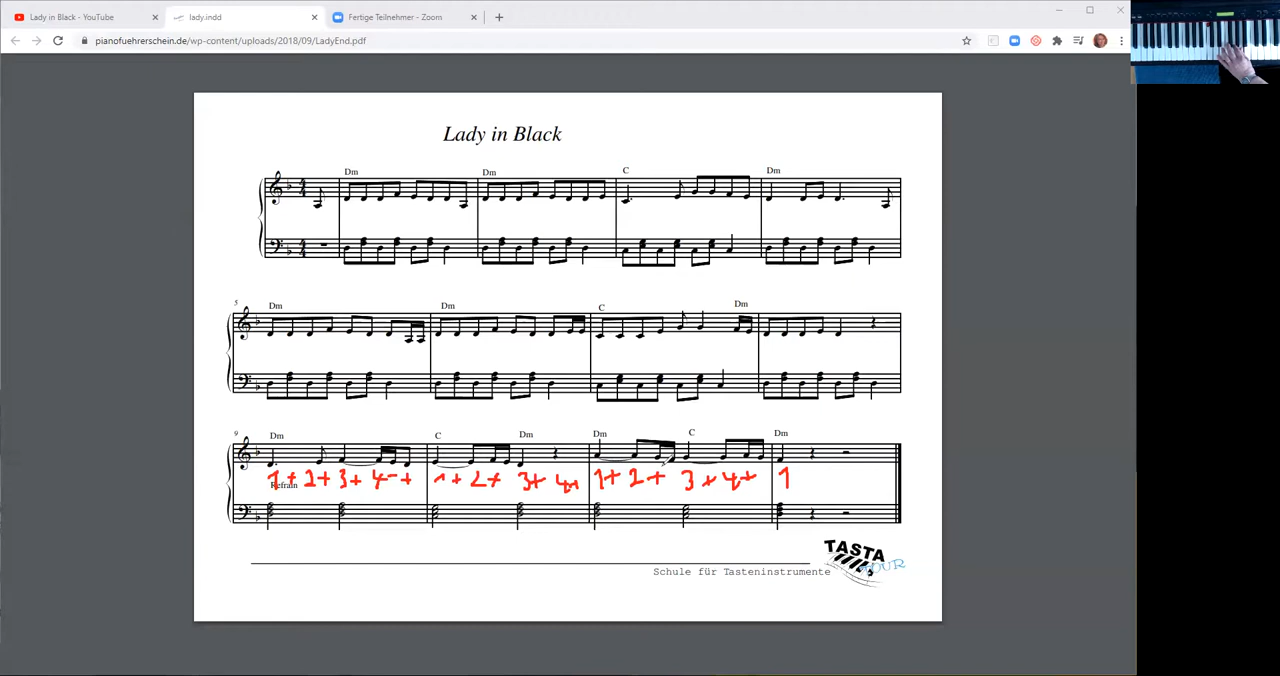 Lady in Black - YouTube
lady.indd
Fertige Teilnehmer - Zoom
pianofuehrerschein.de/wp-content/uploads/2018/09/LadyEnd.pdf
Lady in Black
Dm Dm C Dm
5
Dm Dm C Dm
9
Dm C Dm Dm C Dm
1+ 2+ 3+ 4-+ 1+ 2+ 3+ 4+ 1+ 2+ 3+ 4+ 1
Refrain
TASTA
TOUR
Schule für Tasteninstrumente